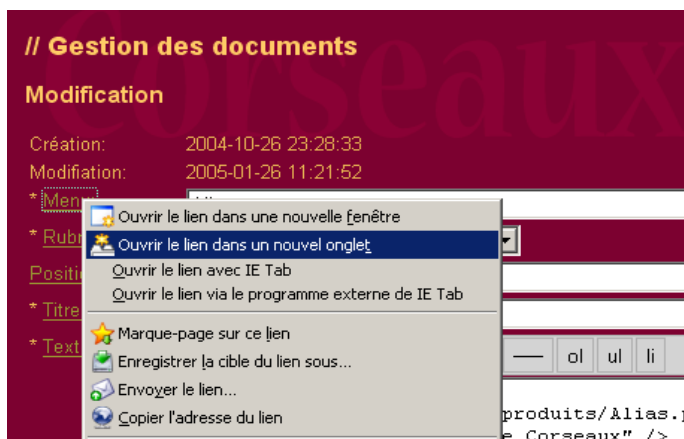 Corseaux
// Gestion des documents
Modification
Création: 2004-10-26 23:28:33
Modifiation: 2005-01-26 11:21:52
* Menu
Ouvrir le lien dans une nouvelle fenêtre
* Rubr
Ouvrir le lien dans un nouvel onglet
Positi
Ouvrir le lien avec IE Tab
Ouvrir le lien via le programme externe de IE Tab
* Titre
Marque-page sur ce lien
* Text
— ol ul li
Enregistrer la cible du lien sous...
Envoyer le lien...
Copier l'adresse du lien
produits/Alias.p
e Corseaux" />